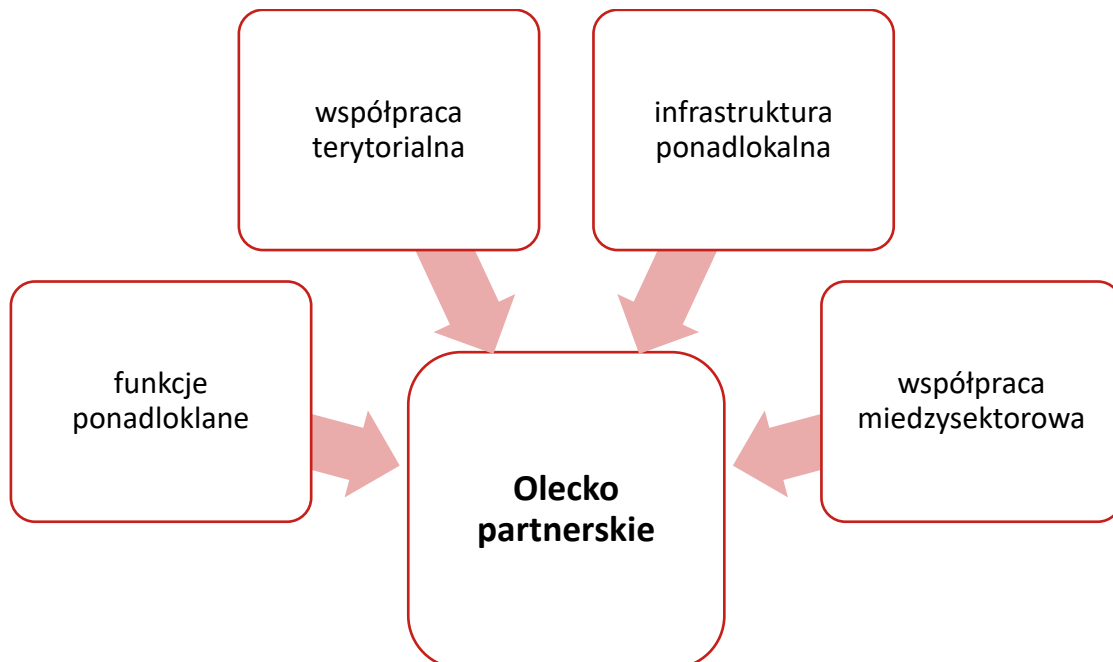 współpraca
terytorialna
infrastruktura
ponadlokalna
funkcje
ponadloklane
współpraca
miedzysektorowa
Olecko
partnerskie